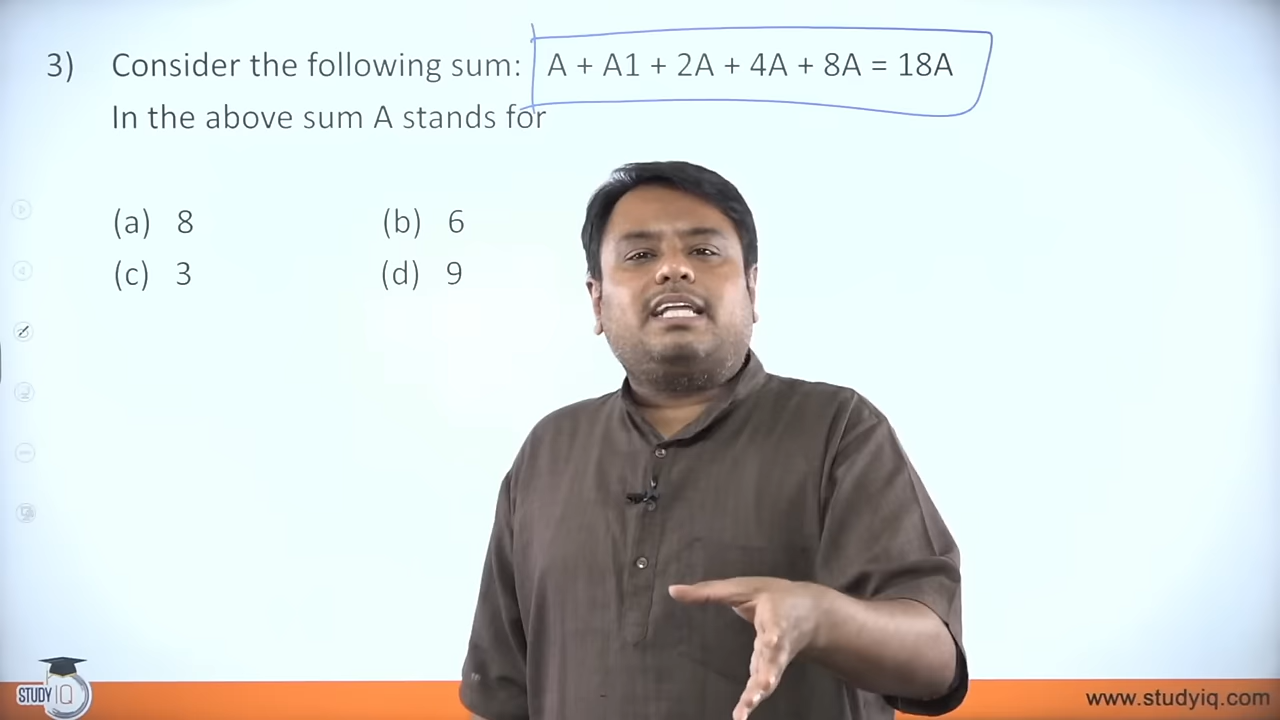 3) Consider the following sum: A + A1 + 2A + 4A + 8A = 18A
In the above sum A stands for
(a) 8 (b) 6
(c) 3 (d) 9
STUDY IQ
www.studyiq.com